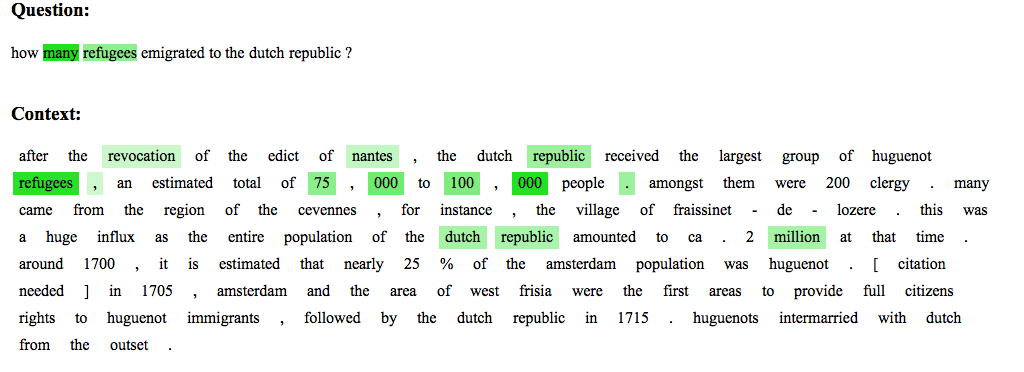 Question:
how many refugees emigrated to the dutch republic ?
Context:
after the revocation of the edict of nantes , the dutch republic received the largest group of huguenot
refugees , an estimated total of 75 , 000 to 100 , 000 people . amongst them were 200 clergy . many
came from the region of the cevennes , for instance , the village of fraissinet - de - lozere . this was
a huge influx as the entire population of the dutch republic amounted to ca . 2 million at that time .
around 1700 , it is estimated that nearly 25 % of the amsterdam population was huguenot . [ citation
needed ] in 1705 , amsterdam and the area of west frisia were the first areas to provide full citizens
rights to huguenot immigrants , followed by the dutch republic in 1715 . huguenots intermarried with dutch
from the outset .